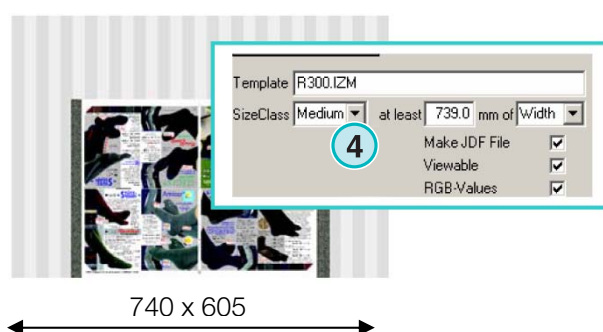 Template R300.IZM
SizeClass Medium at least 739.0 mm of Width
4
Make JDF File
Viewable
RGB-Values
740 x 605